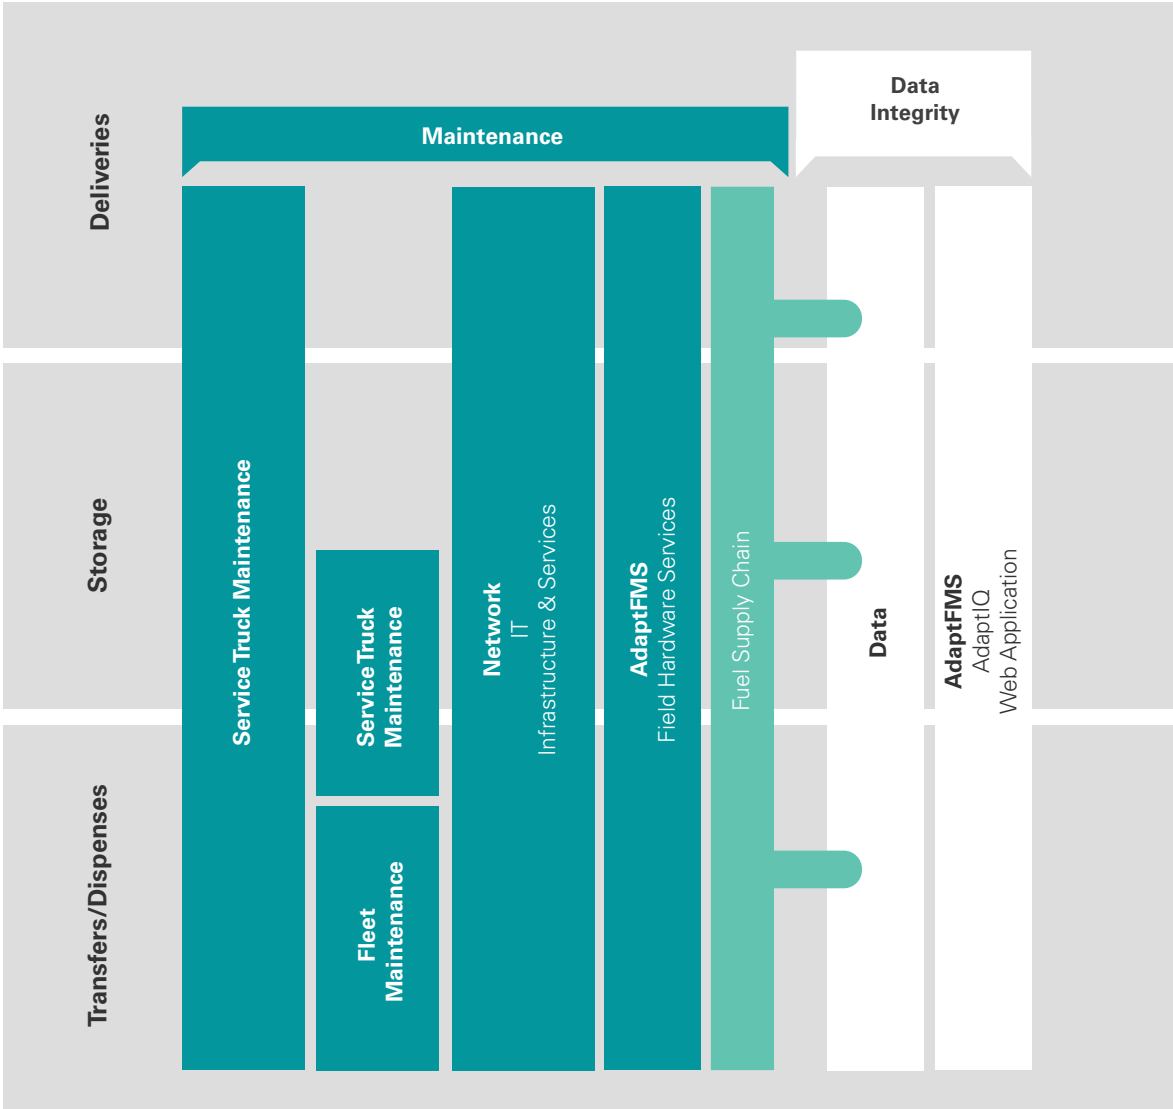 Data
Integrity
Maintenance
Deliveries
Storage
Transfers/Dispenses
Service Truck Maintenance
Service Truck
Maintenance
Fleet
Maintenance
Network
IT
Infrastructure & Services
AdaptFMS
Field Hardware Services
Fuel Supply Chain
Data
AdaptFMS
AdaptIQ
Web Application